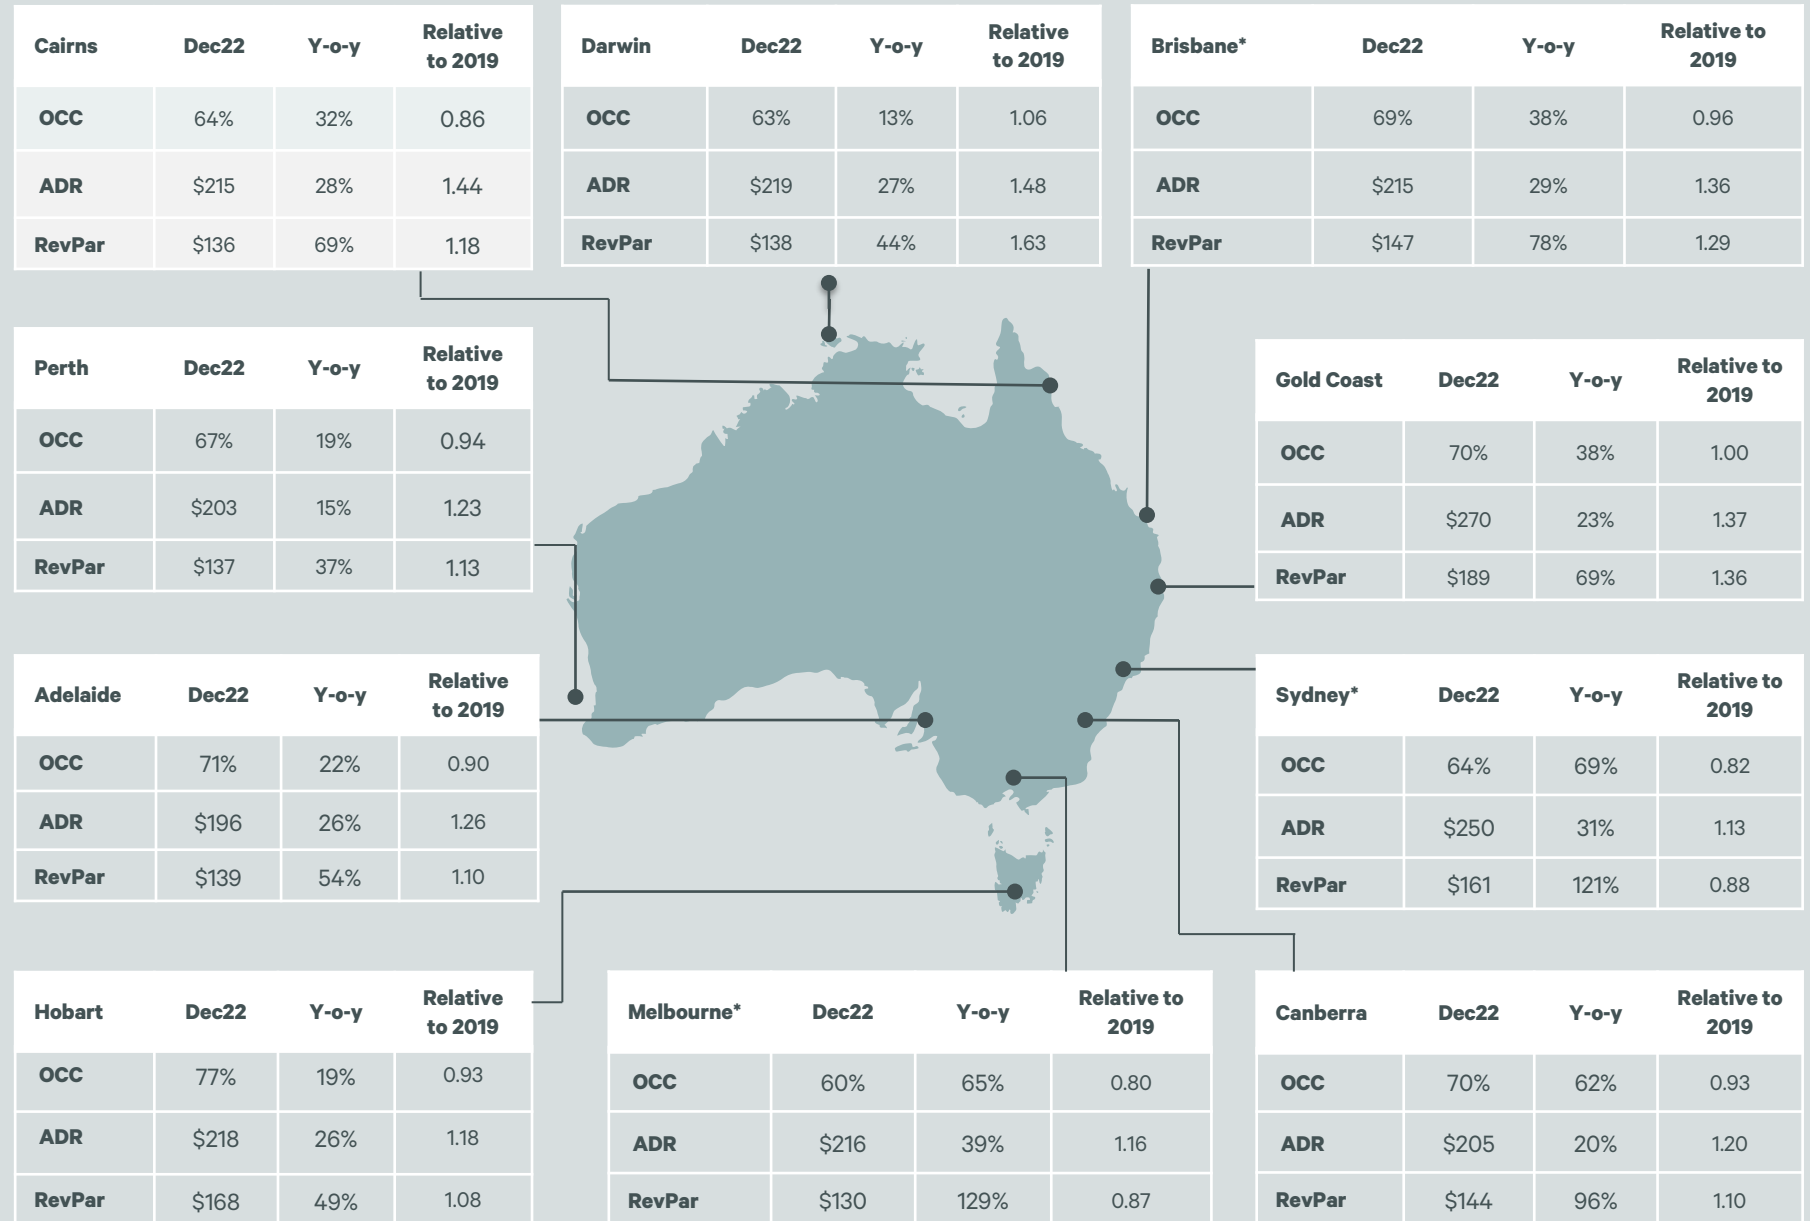 Cairns Dec22 Y-o-y Relative to 2019
OCC 64% 32% 0.86
ADR $215 28% 1.44
RevPar $136 69% 1.18
Darwin Dec22 Y-o-y Relative to 2019
OCC 63% 13% 1.06
ADR $219 27% 1.48
RevPar $138 44% 1.63
Brisbane* Dec22 Y-o-y Relative to 2019
OCC 69% 38% 0.96
ADR $215 29% 1.36
RevPar $147 78% 1.29
Perth Dec22 Y-o-y Relative to 2019
OCC 67% 19% 0.94
ADR $203 15% 1.23
RevPar $137 37% 1.13
Gold Coast Dec22 Y-o-y Relative to 2019
OCC 70% 38% 1.00
ADR $270 23% 1.37
RevPar $189 69% 1.36
Adelaide Dec22 Y-o-y Relative to 2019
OCC 71% 22% 0.90
ADR $196 26% 1.26
RevPar $139 54% 1.10
Sydney* Dec22 Y-o-y Relative to 2019
OCC 64% 69% 0.82
ADR $250 31% 1.13
RevPar $161 121% 0.88
Hobart Dec22 Y-o-y Relative to 2019
OCC 77% 19% 0.93
ADR $218 26% 1.18
RevPar $168 49% 1.08
Melbourne* Dec22 Y-o-y Relative to 2019
OCC 60% 65% 0.80
ADR $216 39% 1.16
RevPar $130 129% 0.87
Canberra Dec22 Y-o-y Relative to 2019
OCC 70% 62% 0.93
ADR $205 20% 1.20
RevPar $144 96% 1.10